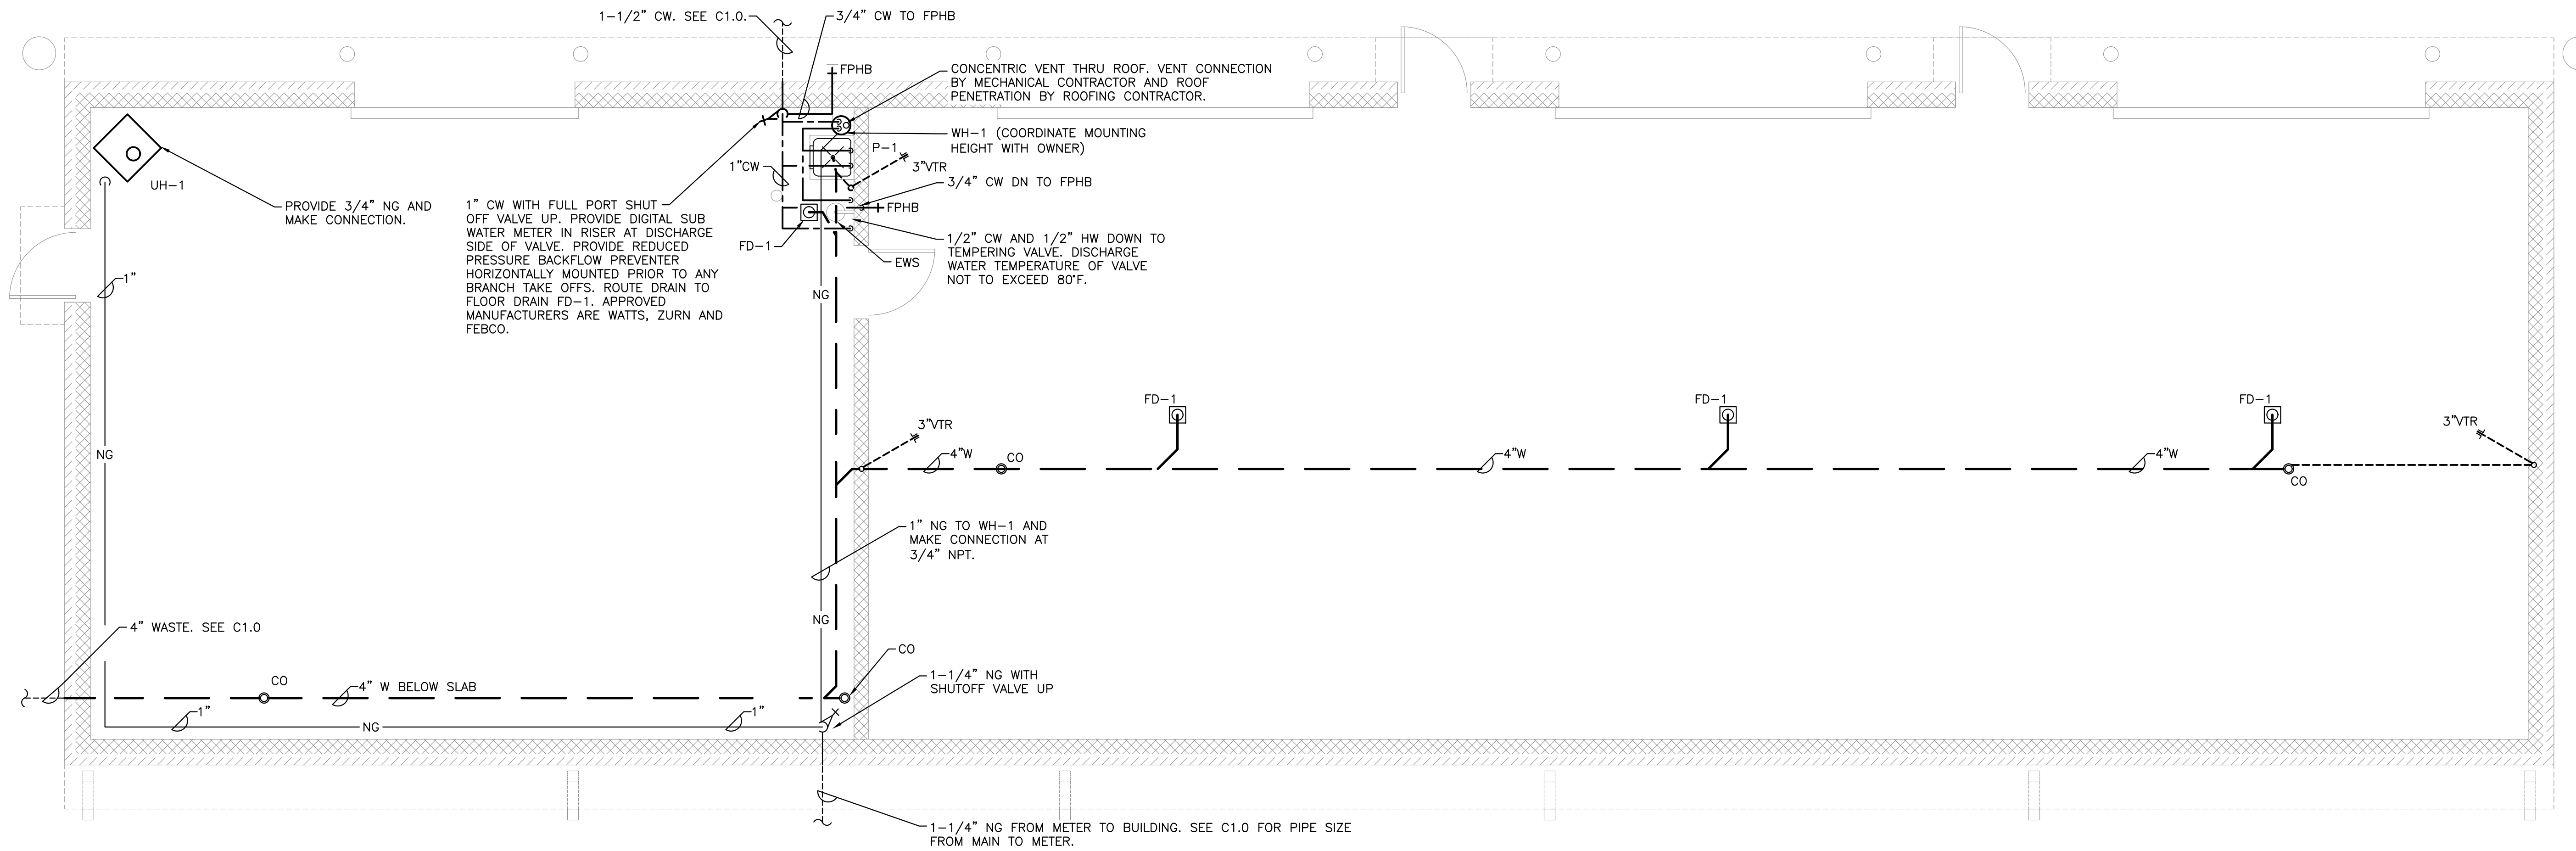 1-1/2" CW. SEE C1.0.
3/4" CW TO FPHB
FPHB
CONCENTRIC VENT THRU ROOF. VENT CONNECTION
BY MECHANICAL CONTRACTOR AND ROOF
PENETRATION BY ROOFING CONTRACTOR.
WH-1 (COORDINATE MOUNTING
HEIGHT WITH OWNER)
P-1
3"VTR
1"CW
3/4" CW DN TO FPHB
FPHB
UH-1
PROVIDE 3/4" NG AND
MAKE CONNECTION.
1" CW WITH FULL PORT SHUT
OFF VALVE UP. PROVIDE DIGITAL SUB
WATER METER IN RISER AT DISCHARGE
SIDE OF VALVE. PROVIDE REDUCED
PRESSURE BACKFLOW PREVENTER
HORIZONTALLY MOUNTED PRIOR TO ANY
BRANCH TAKE OFFS. ROUTE DRAIN TO
FLOOR DRAIN FD-1. APPROVED
MANUFACTURERS ARE WATTS, ZURN AND
FEBCO.
FD-1
1/2" CW AND 1/2" HW DOWN TO
TEMPERING VALVE. DISCHARGE
WATER TEMPERATURE OF VALVE
NOT TO EXCEED 80°F.
EWS
1"
NG
NG
FD-1
FD-1
FD-1
3"VTR
3"VTR
4"W
CO
4"W
4"W
CO
1" NG TO WH-1 AND
MAKE CONNECTION AT
3/4" NPT.
NG
4" WASTE. SEE C1.0
CO
4" W BELOW SLAB
CO
1-1/4" NG WITH
SHUTOFF VALVE UP
1"
NG
1"
1-1/4" NG FROM METER TO BUILDING. SEE C1.0 FOR PIPE SIZE
FROM MAIN TO METER.